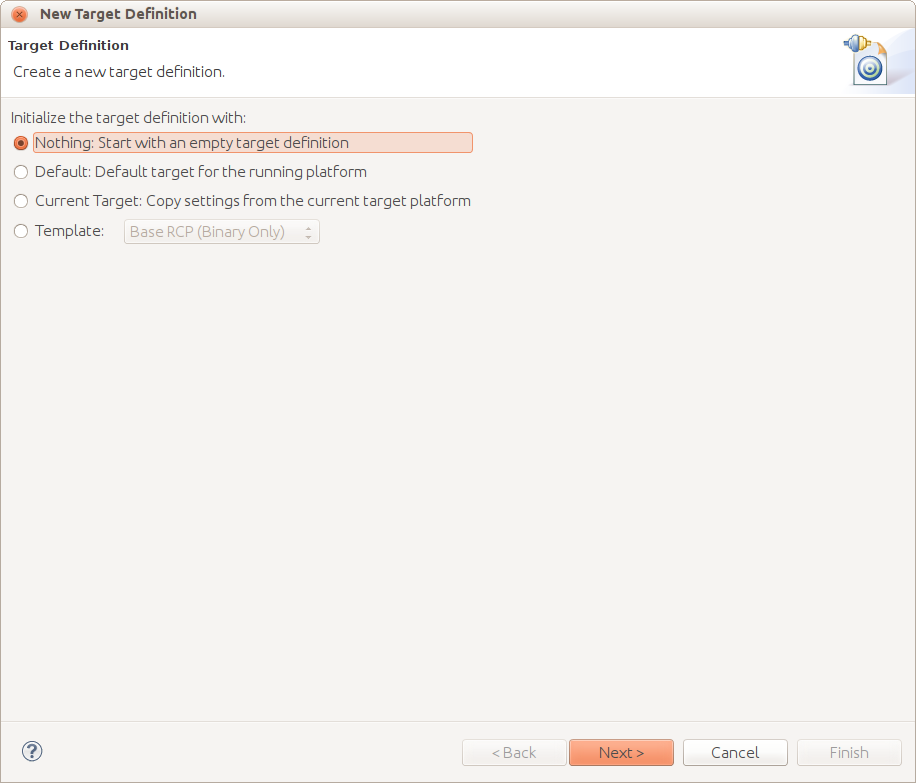 New Target Definition
Target Definition
Create a new target definition.
Initialize the target definition with:
Nothing: Start with an empty target definition
Default: Default target for the running platform
Current Target: Copy settings from the current target platform
Template: Base RCP (Binary Only)
? < Back Next > Cancel Finish